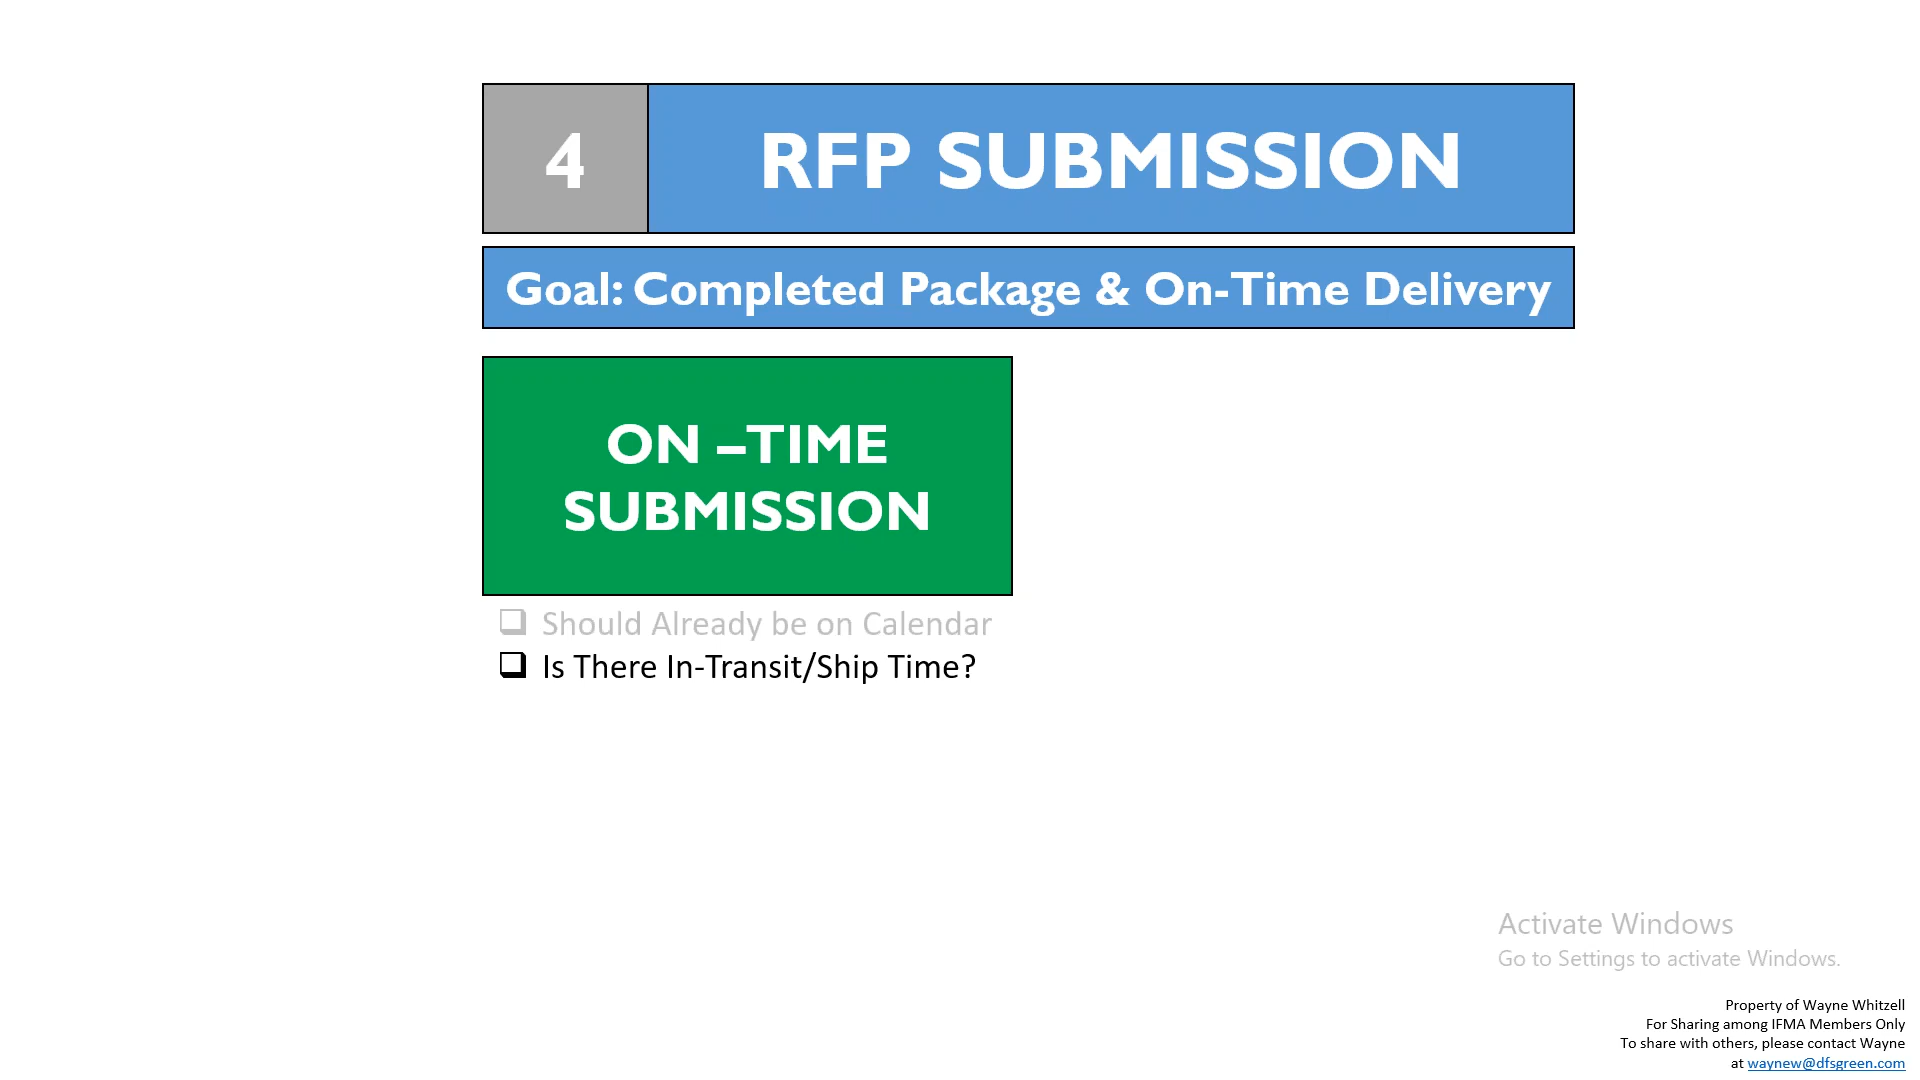 4
RFP SUBMISSION
Goal: Completed Package & On-Time Delivery
ON –TIME
SUBMISSION
❑ Should Already be on Calendar
❑ Is There In-Transit/Ship Time?
Activate Windows
Go to Settings to activate Windows.
Property of Wayne Whitzell
For Sharing among IFMA Members Only
To share with others, please contact Wayne
at waynew@dfsgreen.com